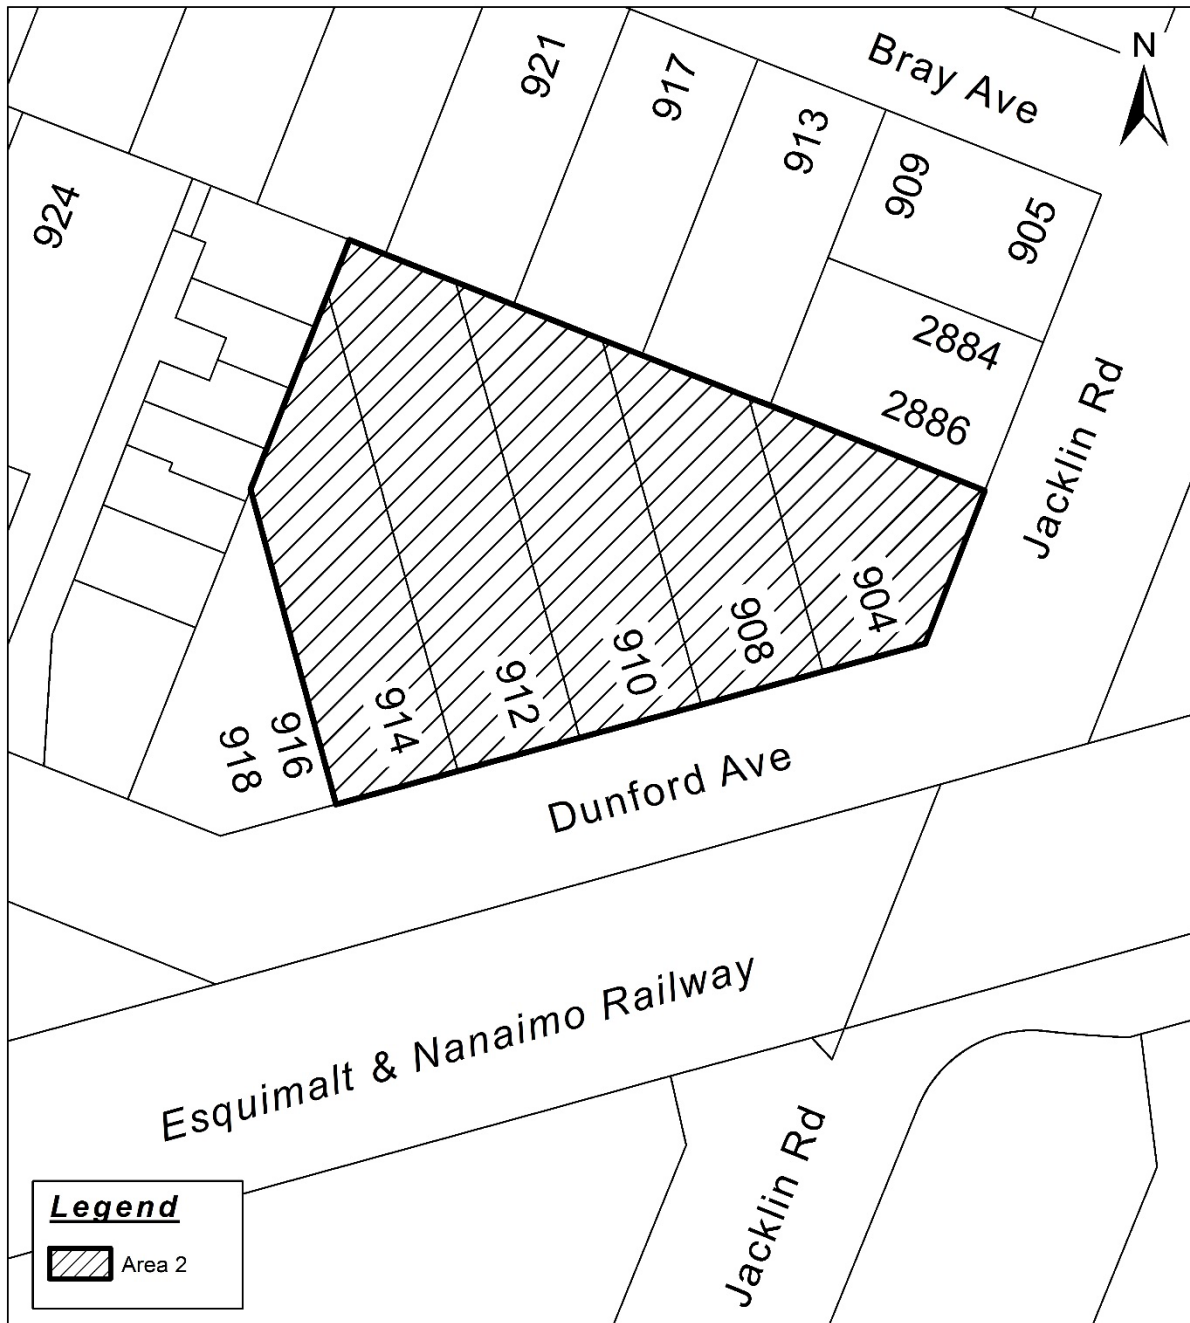 Bray Ave
N
921
917
913
909
905
924
2884
2886
Jacklin Rd
904
908
910
912
914
916
918
Dunford Ave
Esquimalt & Nanaimo Railway
Jacklin Rd
Legend
Area 2